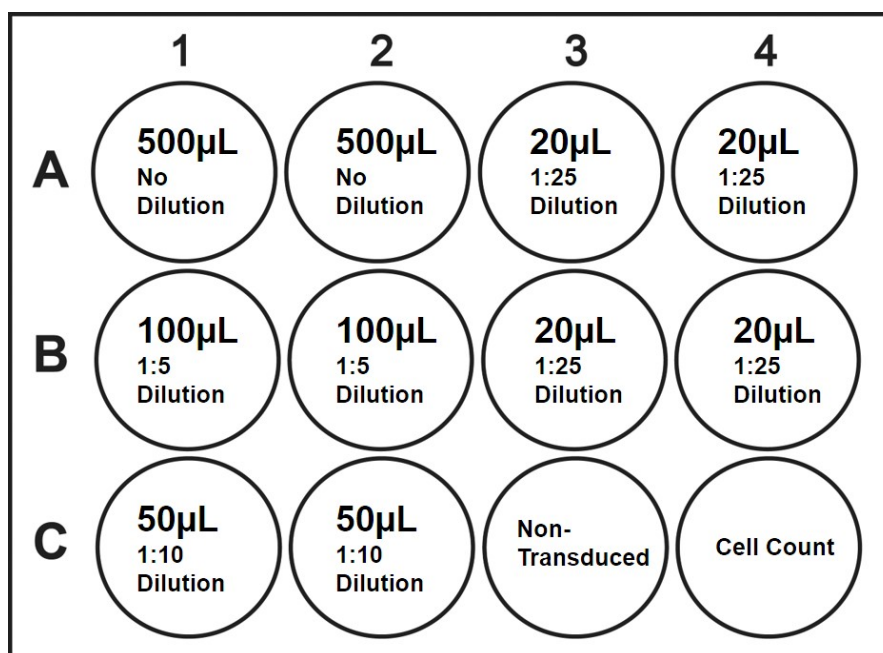 1 2 3 4
A
500µL
No
Dilution
500µL
No
Dilution
20µL
1:25
Dilution
20µL
1:25
Dilution
B
100µL
1:5
Dilution
100µL
1:5
Dilution
20µL
1:25
Dilution
20µL
1:25
Dilution
C
50µL
1:10
Dilution
50µL
1:10
Dilution
Non-
Transduced
Cell Count